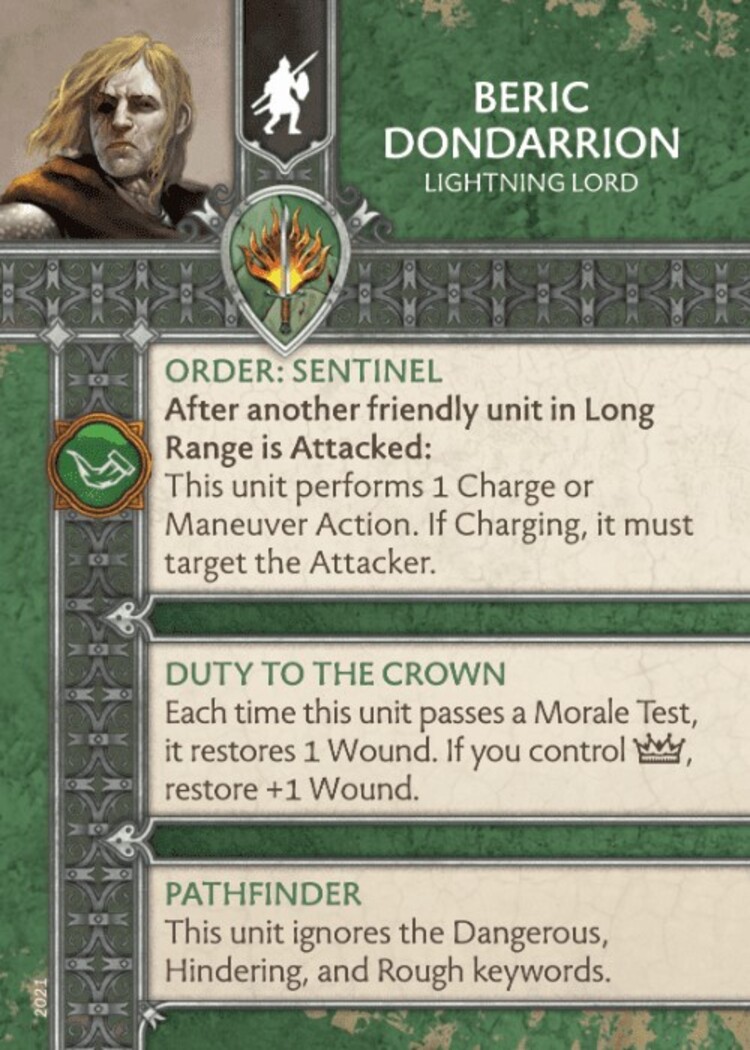 BERIC
DONDARRION
LIGHTNING LORD
ORDER: SENTINEL
After another friendly unit in Long
Range is Attacked:
This unit performs 1 Charge or
Maneuver Action. If Charging, it must
target the Attacker.
DUTY TO THE CROWN
Each time this unit passes a Morale Test,
it restores 1 Wound. If you control ,
restore +1 Wound.
PATHFINDER
This unit ignores the Dangerous,
Hindering, and Rough keywords.
2021